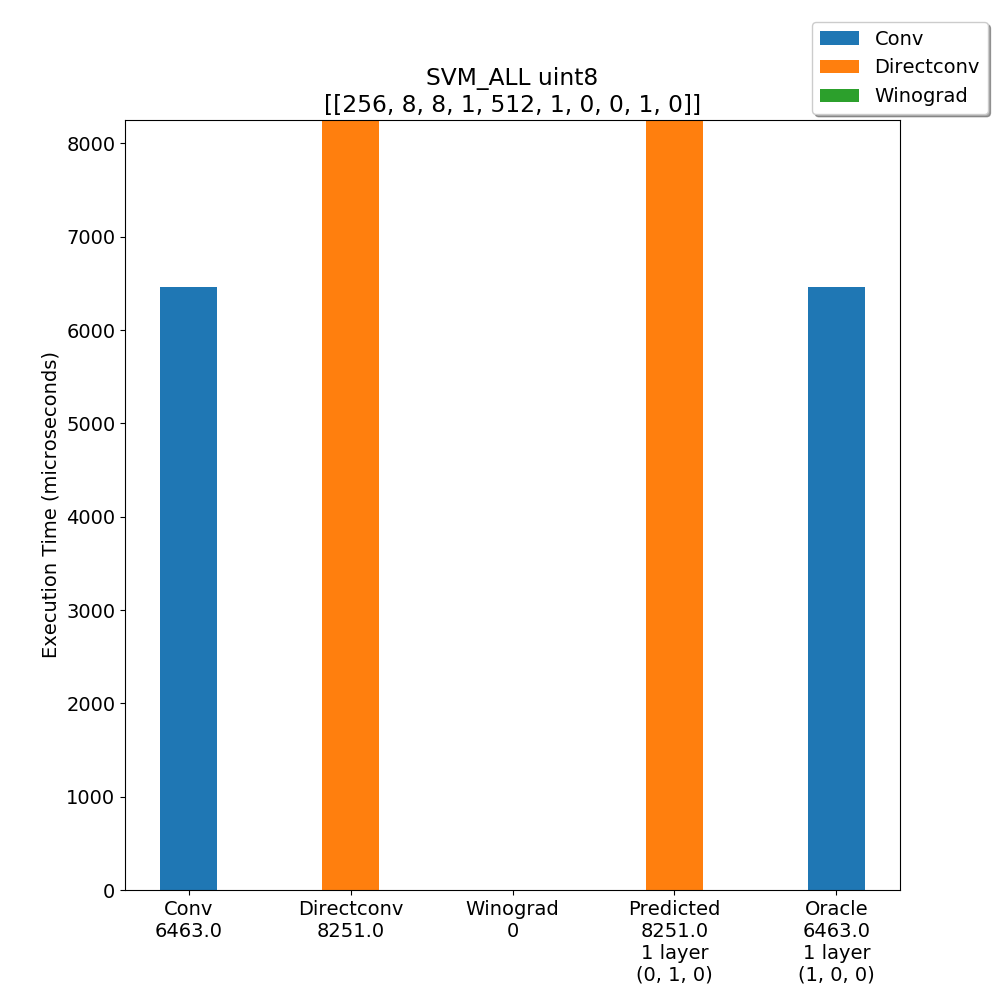 Conv
Directconv
Winograd
SVM_ALL uint8
[[256, 8, 8, 1, 512, 1, 0, 0, 1, 0]]
Execution Time (microseconds)
8000
7000
6000
5000
4000
3000
2000
1000
0
Conv
6463.0
Directconv
8251.0
Winograd
0
Predicted
8251.0
1 layer
(0, 1, 0)
Oracle
6463.0
1 layer
(1, 0, 0)